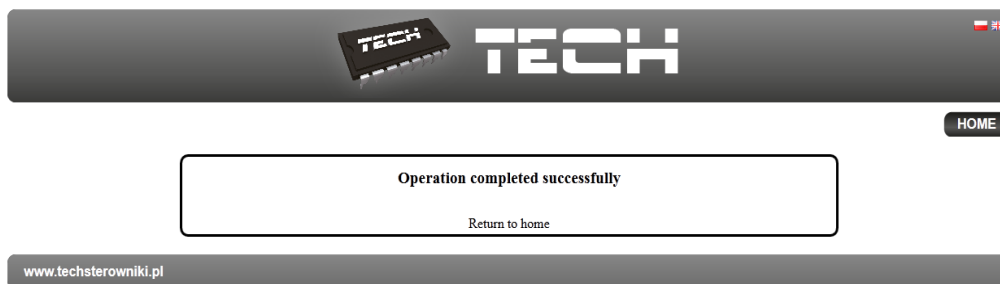 TECH
TECH
HOME
Operation completed successfully
Return to home
www.techsterowniki.pl